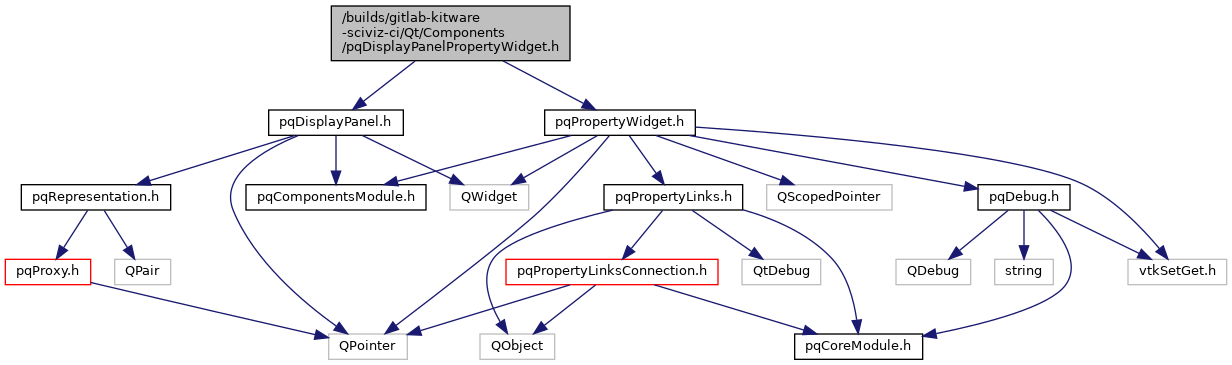 /builds/gitlab-kitware
-sciviz-ci/Qt/Components
/pqDisplayPanelPropertyWidget.h
pqDisplayPanel.h
pqPropertyWidget.h
pqRepresentation.h
pqComponentsModule.h
QWidget
pqPropertyLinks.h
QScopedPointer
pqDebug.h
pqProxy.h
QPair
pqPropertyLinksConnection.h
QtDebug
QDebug
string
vtkSetGet.h
QPointer
QObject
pqCoreModule.h